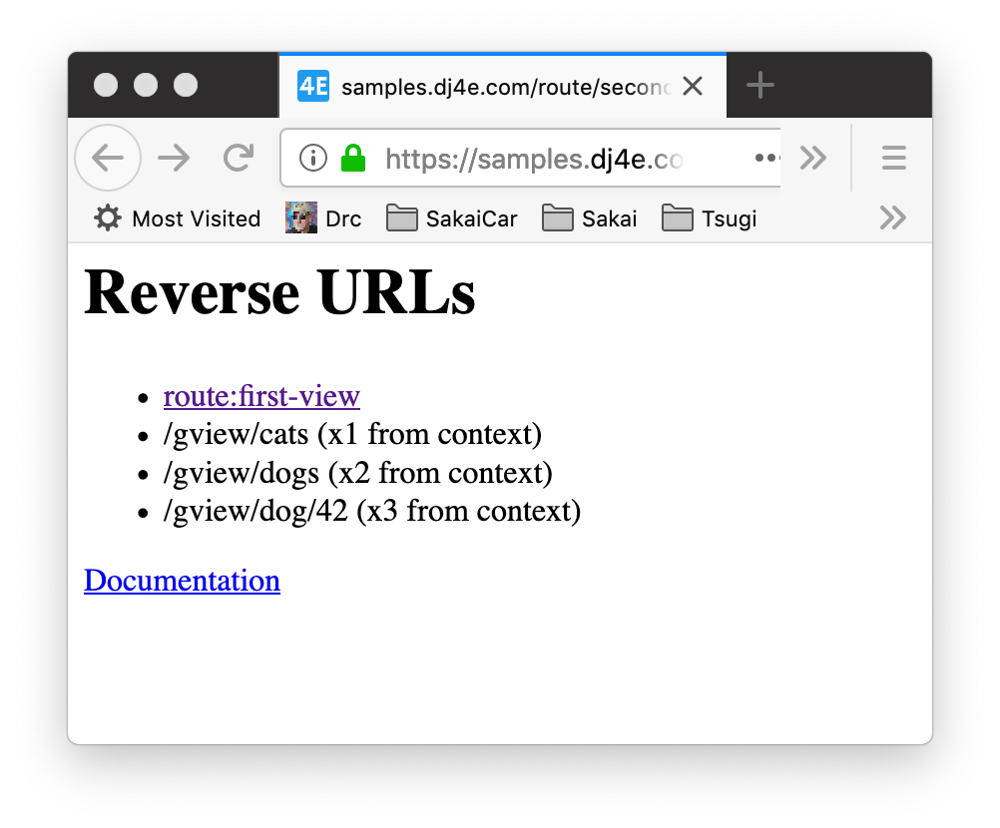 4E samples.dj4e.com/route/second
https://samples.dj4e.co
Most Visited Drc SakaiCar Sakai Tsugi
Reverse URLs
• route:first-view
• /gview/cats (x1 from context)
• /gview/dogs (x2 from context)
• /gview/dog/42 (x3 from context)
Documentation